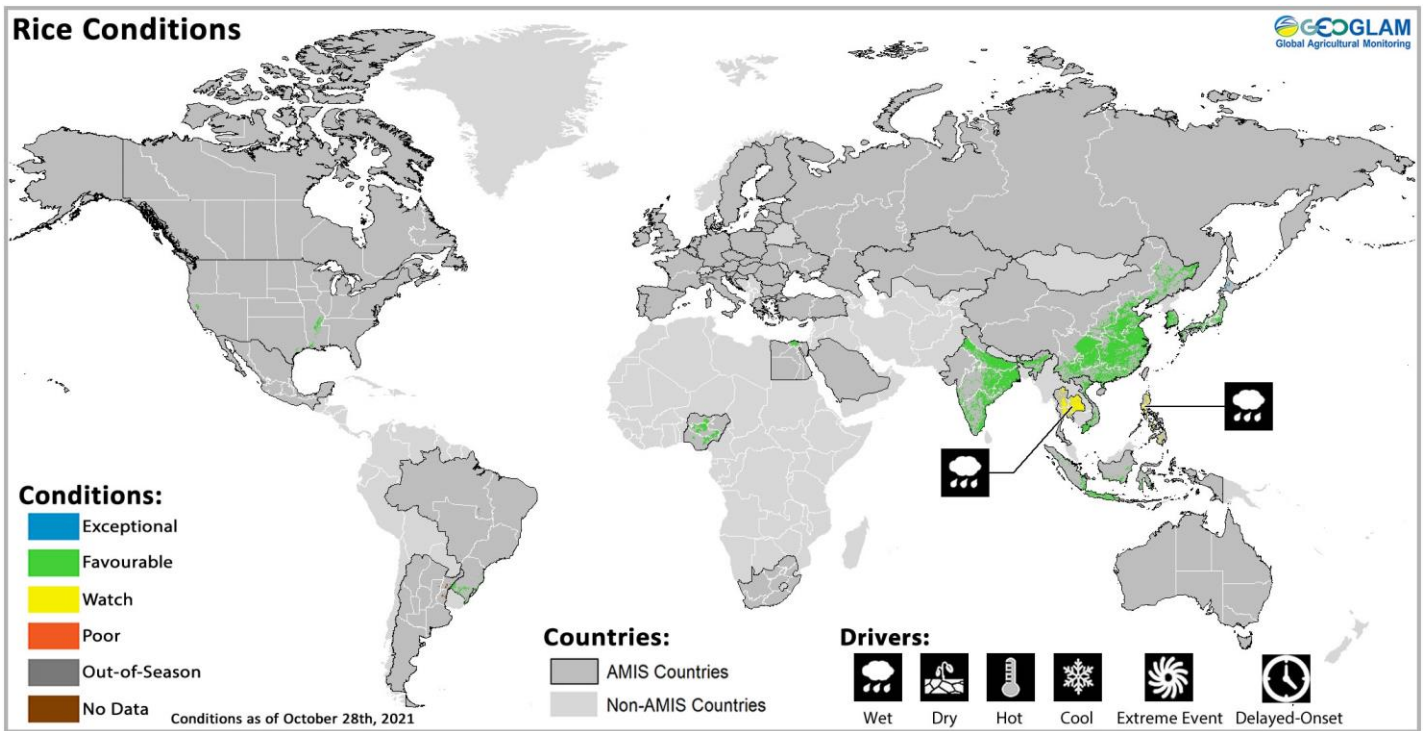 Rice Conditions
GEOGLAM
Global Agricultural Monitoring
Conditions:
Exceptional
Favourable
Watch
Poor
Out-of-Season
No Data
Conditions as of October 28th, 2021
Countries:
AMIS Countries
Non-AMIS Countries
Drivers:
Wet
Dry
Hot
Cool
Extreme Event
Delayed-Onset